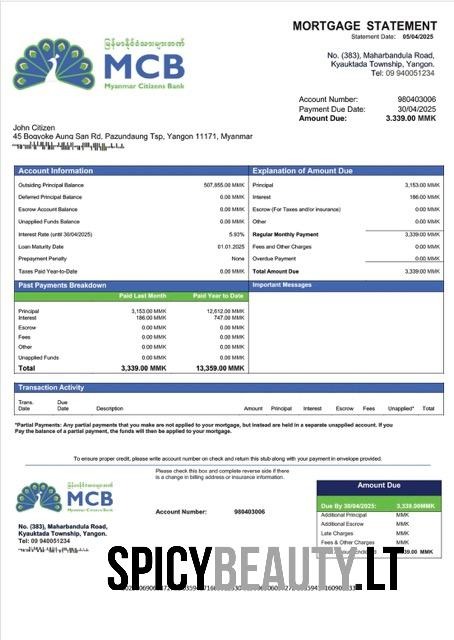 MORTGAGE STATEMENT
Statement Date: 05/04/2025
မြန်မာနိုင်ငံသားများဘဏ်
MCB
Myanmar Citizens Bank
No. (383), Maharbandula Road,
Kyauktada Township, Yangon.
Tel: 09 940051234
Account Number: 980403006
Payment Due Date: 30/04/2025
Amount Due: 3.339.00 MMK
John Citizen
45 Bogyoke Aung San Rd, Pazundaung Tsp, Yangon 11171, Myanmar
Account Information
Outsiding Principal Balance 507,855.00 MMK
Deferred Principal Balance 0.00 MMK
Escrow Account Balance 0.00 MMK
Unapplied Funds Balance 0.00 MMK
Interest Rate (until 30/04/2025) 5.93%
Loan Maturity Date 01.01.2025
Prepayment Penalty None
Taxes Paid Year-to-Date 0.00 MMK
Explanation of Amount Due
Principal 3,153.00 MMK
Interest 186.00 MMK
Escrow (For Taxes and/or insurance) 0.00 MMK
Other 0.00 MMK
Regular Monthly Payment 3,339.00 MMK
Fees and Other Charges 0.00 MMK
Overdue Payment 0.00 MMK
Total Amount Due 3,339.00 MMK
Past Payments Breakdown
Paid Last Month Paid Year to Date
Principal 3,153.00 MMK 12,612.00 MMK
Interest 186.00 MMK 747.00 MMK
Escrow 0.00 MMK 0.00 MMK
Fees 0.00 MMK 0.00 MMK
Other 0.00 MMK 0.00 MMK
Unapplied Funds 0.00 MMK 0.00 MMK
Total 3,339.00 MMK 13,359.00 MMK
Important Messages
Transaction Activity
Trans. Date Due Date Description Amount Principal Interest Escrow Fees Unapplied* Total
*Partial Payments: Any partial payments that you make are not applied to your mortgage, but instead are held in a separate unapplied account. if you
Pay the balance of a partial payment, the funds will then be applied to your mortgage.
To ensure proper credit, please write account number on check and return this stub along with your payment in envelope provided.
Please check this box and complete reverse side if there
is a change in billing address or insurance information.
မြန်မာနိုင်ငံသားများဘဏ်
MCB
Myanmar Citizens Bank
Account Number: 980403006
No. (383), Maharbandula Road,
Kyauktada Township, Yangon.
Tel: 09 940051234
Amount Due
Due By 30/04/2025: 3,339.00MMK
Additional Principal MMK
Additional Escrow MMK
Late Charges MMK
Fees & Other Charges MMK
MMK
SPICYBEAUTY.LT